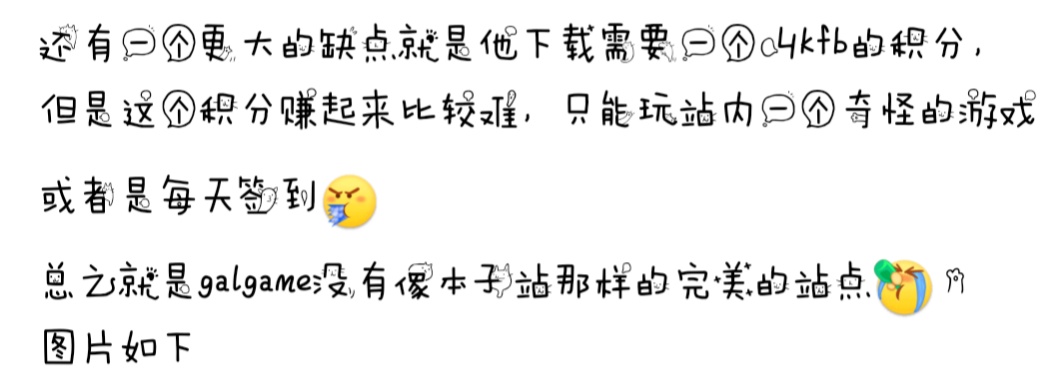 还有一个更大的缺点就是他下载需要一个c4kfb的积分，
但是这个积分赚起来比较难，只能玩站内一个奇怪的游戏
或者是每天签到
总之就是galgame没有像本子站那样的完美的站点
图片如下